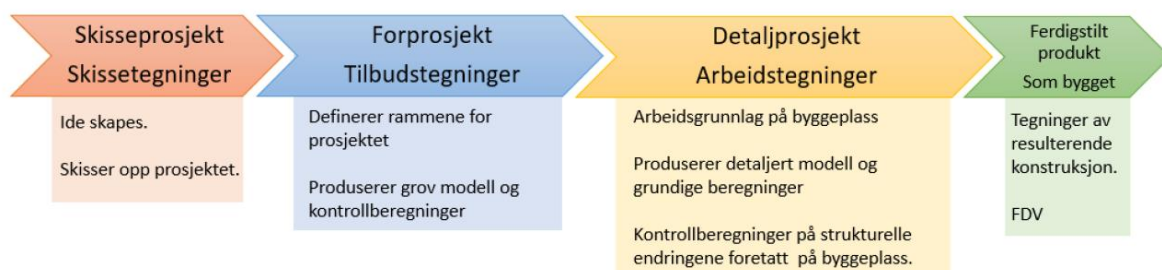 Skisseprosjekt
Skissetegninger
Ide skapes.
Skisser opp prosjektet.
Forprosjekt
Tilbudstegninger
Definerer rammene for
prosjektet
Produserer grov modell og
kontrollberegninger
Detaljprosjekt
Arbeidstegninger
Arbeidsgrunnlag på byggeplass
Produserer detaljert modell og
grundige beregninger
Kontrollberegninger på strukturelle
endringene foretatt på byggeplass.
Ferdigstilt
produkt
Som bygget
Tegninger av
resulterende
konstruksjon.
FDV